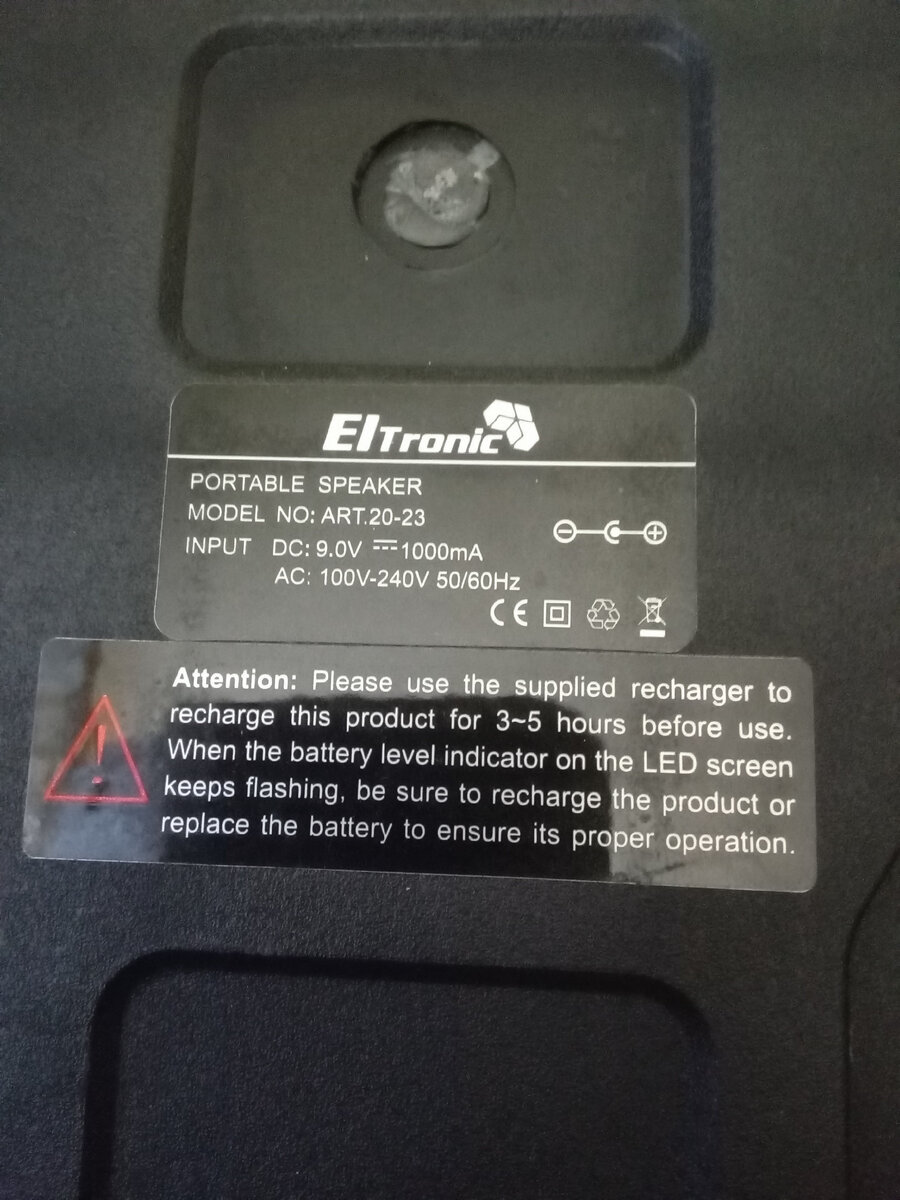 ElTronic
PORTABLE SPEAKER
MODEL NO: ART.20-23
INPUT DC: 9.0V ⎓1000mA
AC: 100V-240V 50/60Hz
CE
Attention: Please use the supplied recharger to
recharge this product for 3~5 hours before use.
When the battery level indicator on the LED screen
keeps flashing, be sure to recharge the product or
replace the battery to ensure its proper operation.